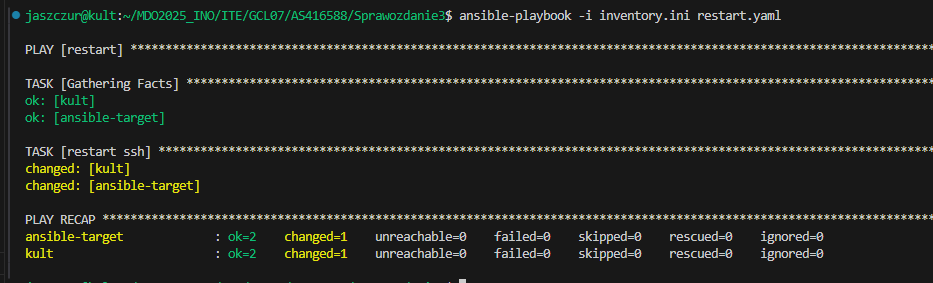 jaszczur@kult:~/MDO2025_INO/ITE/GCL07/AS416588/Sprawozdanie3$ ansible-playbook -i inventory.ini restart.yaml
PLAY [restart] ****************************************************************************************************************
TASK [Gathering Facts] ********************************************************************************************************
ok: [kult]
ok: [ansible-target]
TASK [restart ssh] ************************************************************************************************************
changed: [kult]
changed: [ansible-target]
PLAY RECAP ********************************************************************************************************************
ansible-target             : ok=2    changed=1    unreachable=0    failed=0    skipped=0    rescued=0    ignored=0
kult                       : ok=2    changed=1    unreachable=0    failed=0    skipped=0    rescued=0    ignored=0